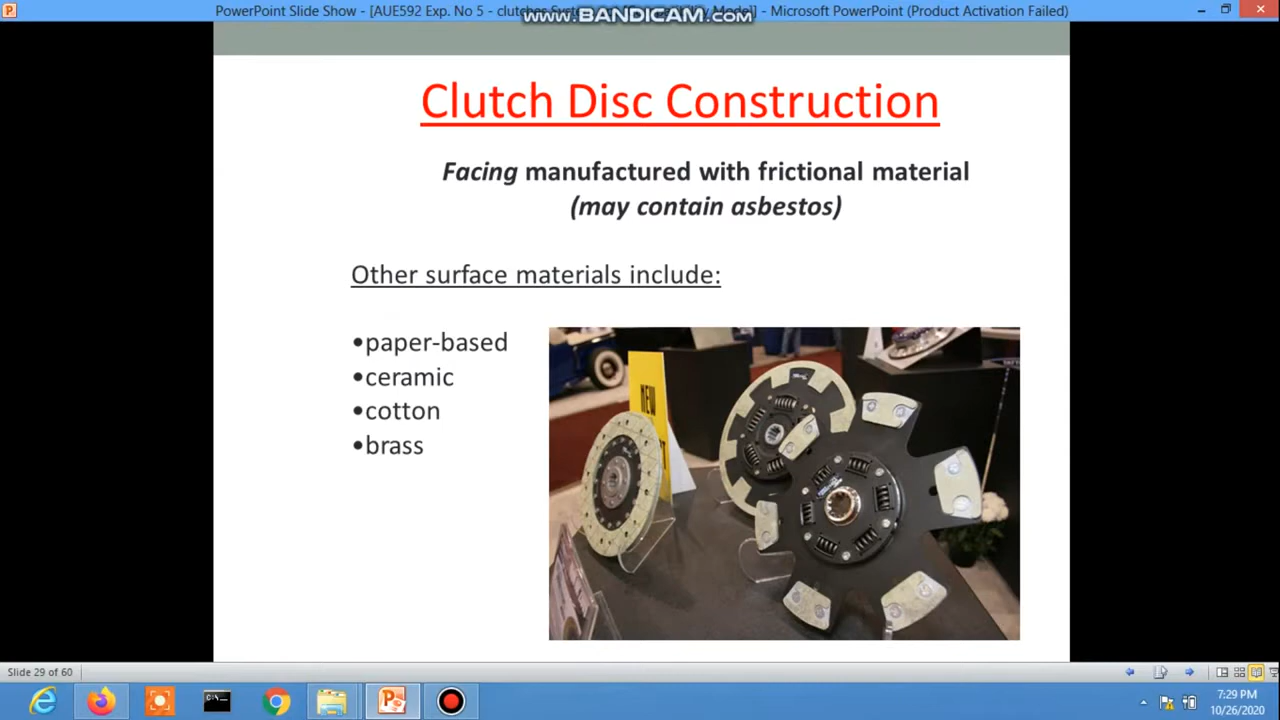 PowerPoint Slide Show - [AUE592 Exp. No 5 - clutches
www.BANDICAM.com
- Microsoft PowerPoint (Product Activation Failed)
Clutch Disc Construction
Facing manufactured with frictional material
(may contain asbestos)
Other surface materials include:
•paper-based
•ceramic
•cotton
•brass
NEW
Slide 29 of 60
7:29 PM
10/26/2020